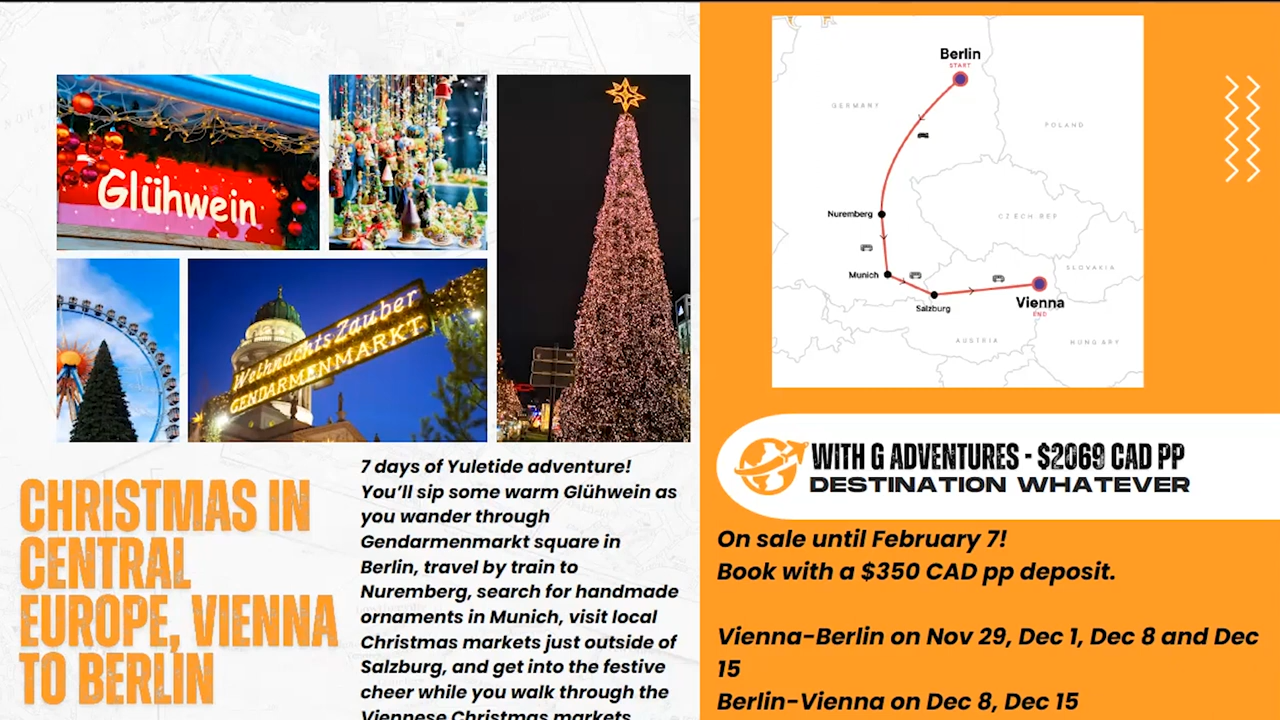 Glühwein
Weihnachts Zauber
GENDARMENMARKT
CHRISTMAS IN
CENTRAL
EUROPE, VIENNA
TO BERLIN
7 days of Yuletide adventure!
You’ll sip some warm Glühwein as
you wander through
Gendarmenmarkt square in
Berlin, travel by train to
Nuremberg, search for handmade
ornaments in Munich, visit local
Christmas markets just outside of
Salzburg, and get into the festive
cheer while you walk through the
Viennese Christmas markets
Berlin
START
GERMANY
POLAND
Nuremberg
CZECH REP
Munich
SLOVAKIA
Vienna
END
Salzburg
AUSTRIA
HUNGARY
WITH G ADVENTURES - $2069 CAD PP
DESTINATION WHATEVER
On sale until February 7!
Book with a $350 CAD pp deposit.
Vienna-Berlin on Nov 29, Dec 1, Dec 8 and Dec
15
Berlin-Vienna on Dec 8, Dec 15